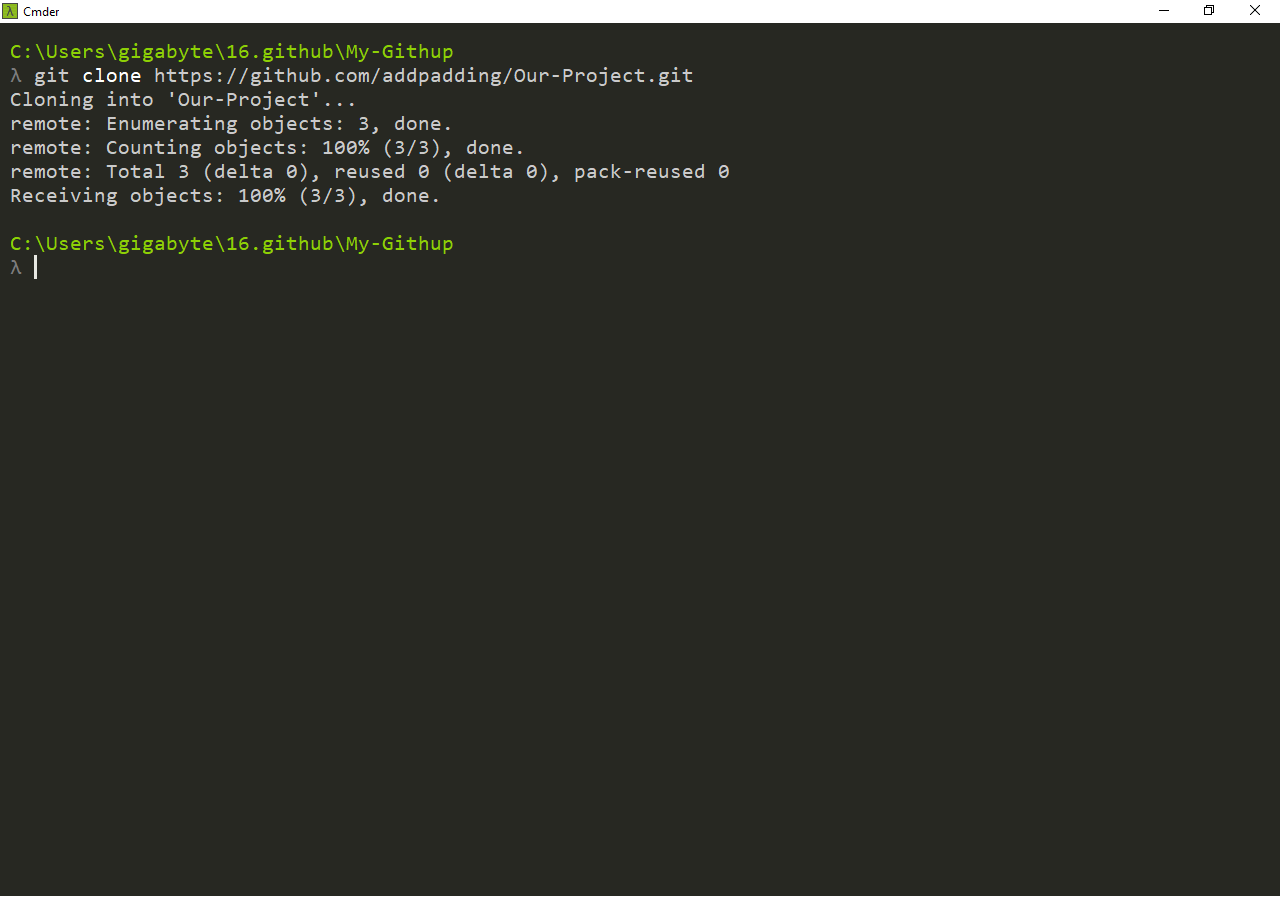 λ Cmder
C:\Users\gigabyte\16.github\My-Githup
λ git clone https://github.com/addpadding/Our-Project.git
Cloning into 'Our-Project'...
remote: Enumerating objects: 3, done.
remote: Counting objects: 100% (3/3), done.
remote: Total 3 (delta 0), reused 0 (delta 0), pack-reused 0
Receiving objects: 100% (3/3), done.
C:\Users\gigabyte\16.github\My-Githup
λ